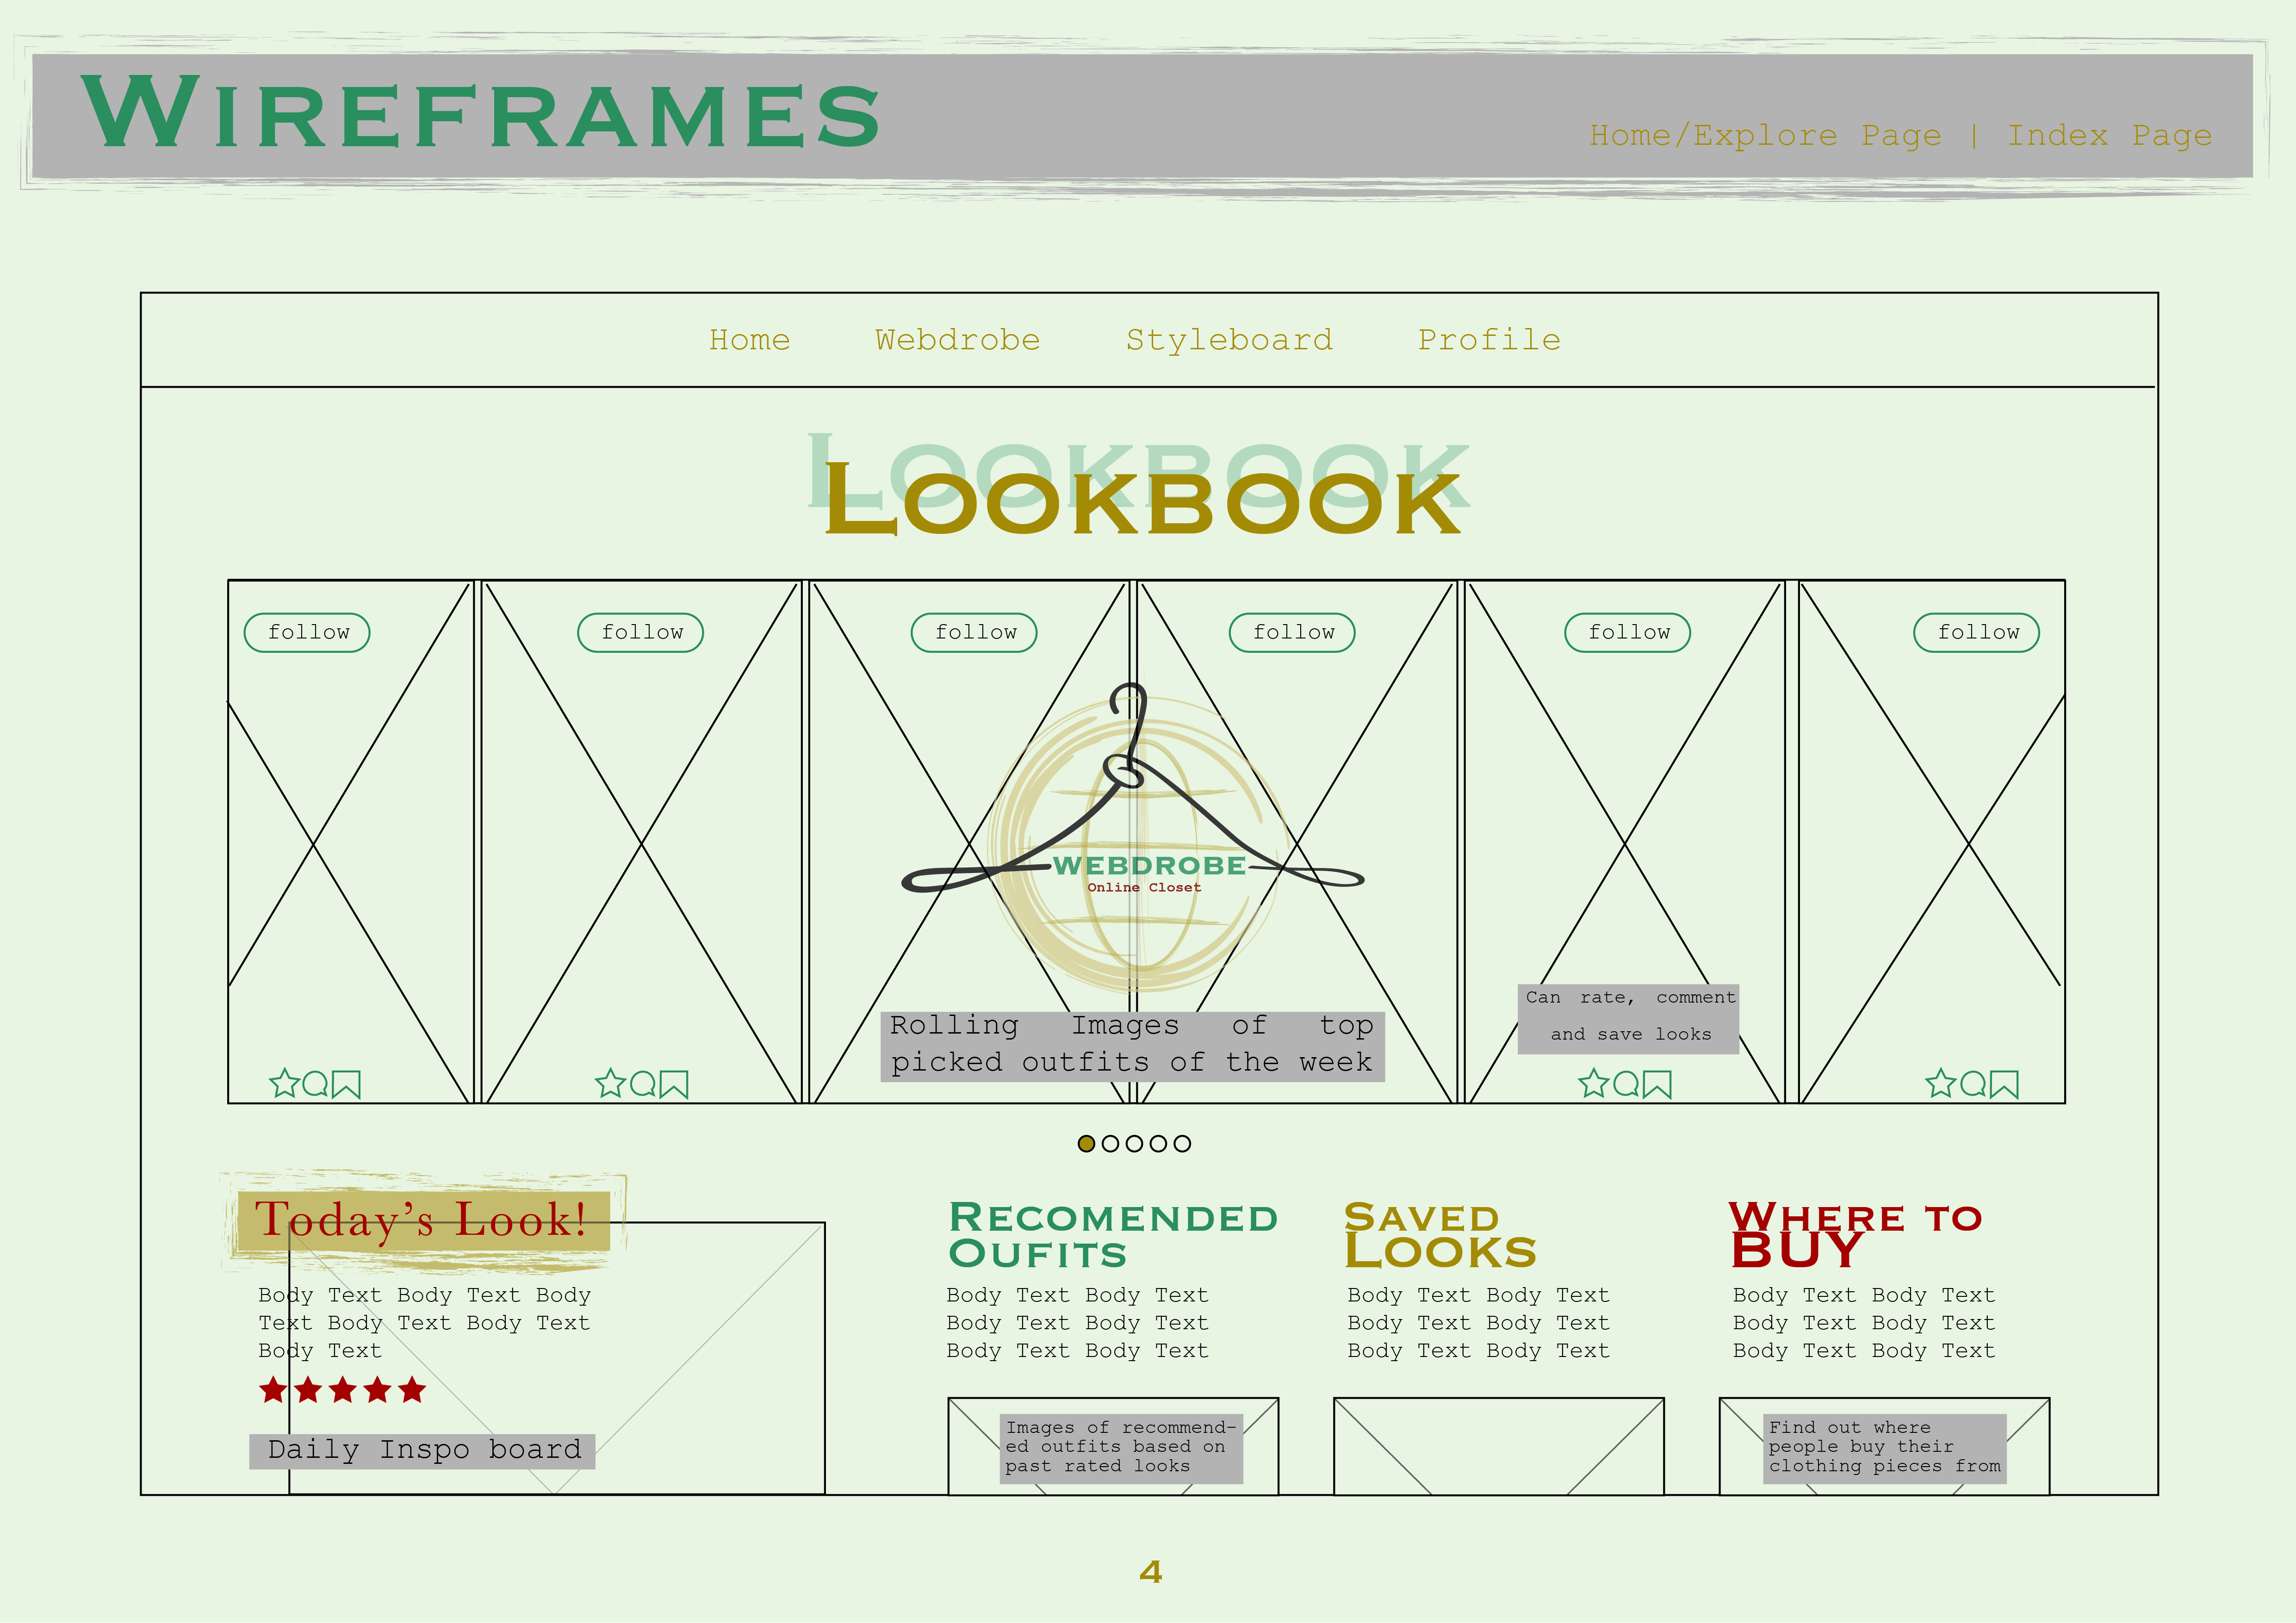 WIREFRAMES
Home/Explore Page | Index Page
Home Webdrobe Styleboard Profile
LOOKBOOK
LOOKBOOK
follow follow follow follow follow follow
WEBDROBE
Online Closet
Can rate, comment
and save looks
Rolling Images of top
picked outfits of the week
Today's Look!
Body Text Body Text Body
Text Body Text Body Text
Body Text
Daily Inspo board
RECOMENDED
OUFITS
Body Text Body Text
Body Text Body Text
Body Text Body Text
Images of recommend-
ed outfits based on
past rated looks
SAVED
LOOKS
Body Text Body Text
Body Text Body Text
Body Text Body Text
WHERE TO
BUY
Body Text Body Text
Body Text Body Text
Body Text Body Text
Find out where
people buy their
clothing pieces from
4